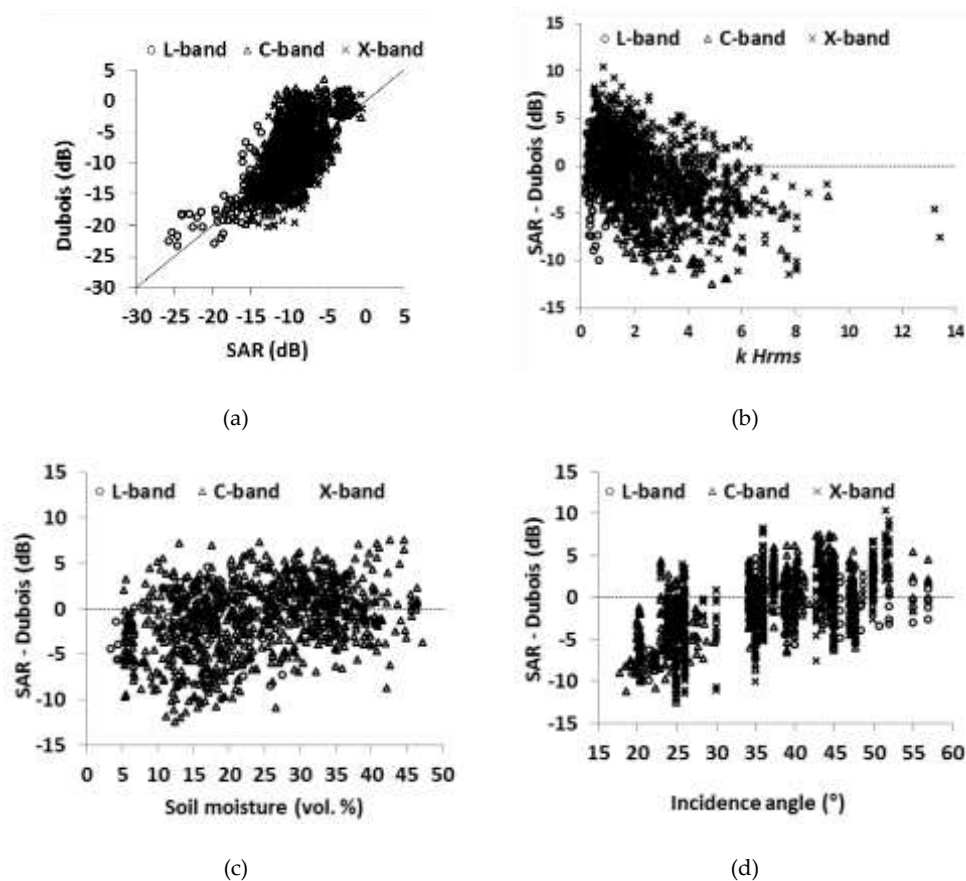 ○ L-band △ C-band × X-band
5
0
-5
-10
-15
-20
-25
-30
Dubois (dB)
-30 -25 -20 -15 -10 -5 0 5
SAR (dB)
(a)
○ L-band △ C-band × X-band
15
10
5
0
-5
-10
-15
SAR - Dubois (dB)
0 2 4 6 8 10 12 14
k Hrms
(b)
15
○ L-band △ C-band X-band
10
5
0
-5
-10
-15
SAR - Dubois (dB)
0 5 10 15 20 25 30 35 40 45 50
Soil moisture (vol. %)
(c)
15
○ L-band △ C-band × X-band
10
5
0
-5
-10
-15
SAR - Dubois (dB)
15 20 25 30 35 40 45 50 55 60
Incidence angle (°)
(d)